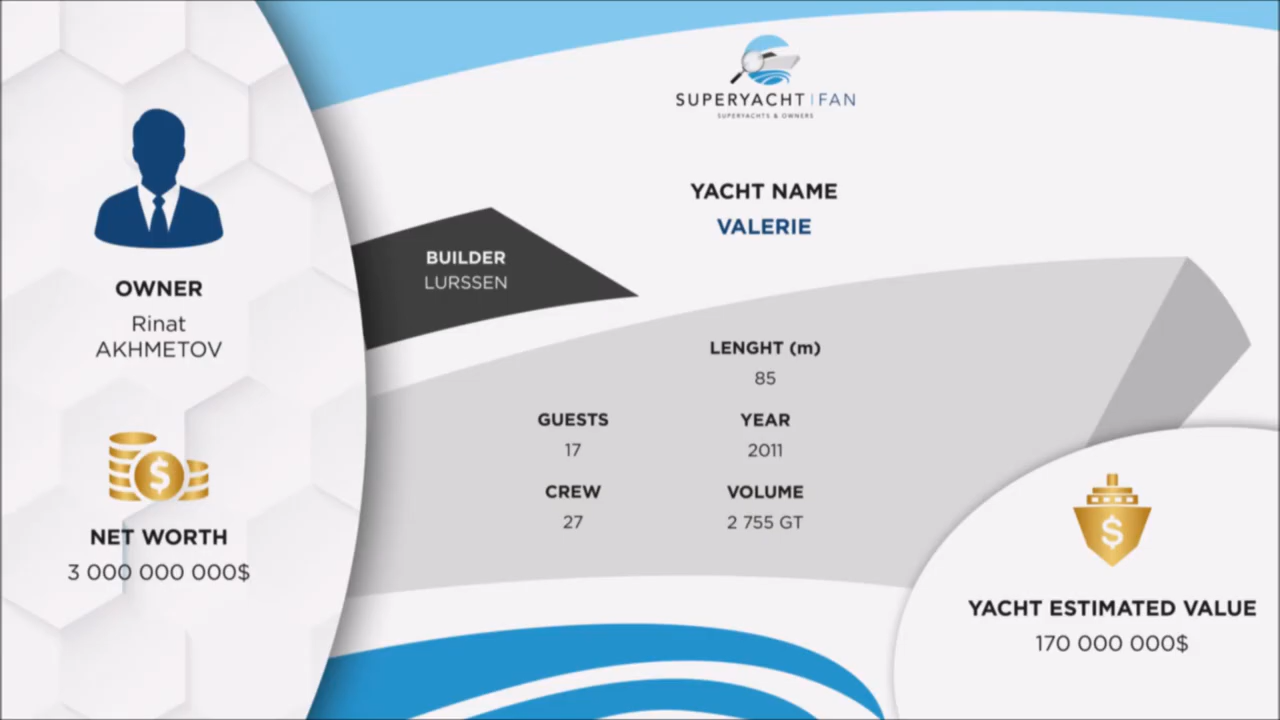 SUPERYACHT|FAN
SUPERYACHTS & OWNERS
YACHT NAME
VALERIE
BUILDER
LURSSEN
OWNER
Rinat
AKHMETOV
LENGHT (m)
85
GUESTS
17
YEAR
2011
CREW
27
VOLUME
2 755 GT
NET WORTH
3 000 000 000$
YACHT ESTIMATED VALUE
170 000 000$
$
$